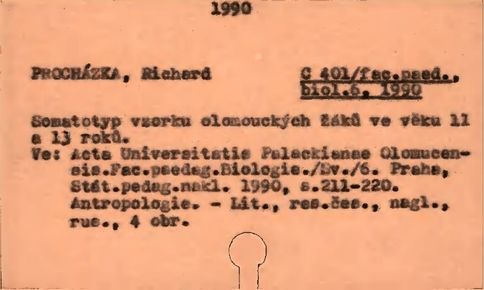 1990
PROCHÁZKA, Richard
C 401/fac.paed.,
biol.6, 1990
Somatotyp vzorku olomouckých žáků ve věku 11
a 13 roků.
Ve: Acta Universitatis Palackianae Olomucen-
sis.Fac.paedag.Biologie./Dv./6. Praha,
Stát.pedag.nakl. 1990, s.211-220.
Antropologie. - Lit., res.čes., angl.,
rus., 4 obr.